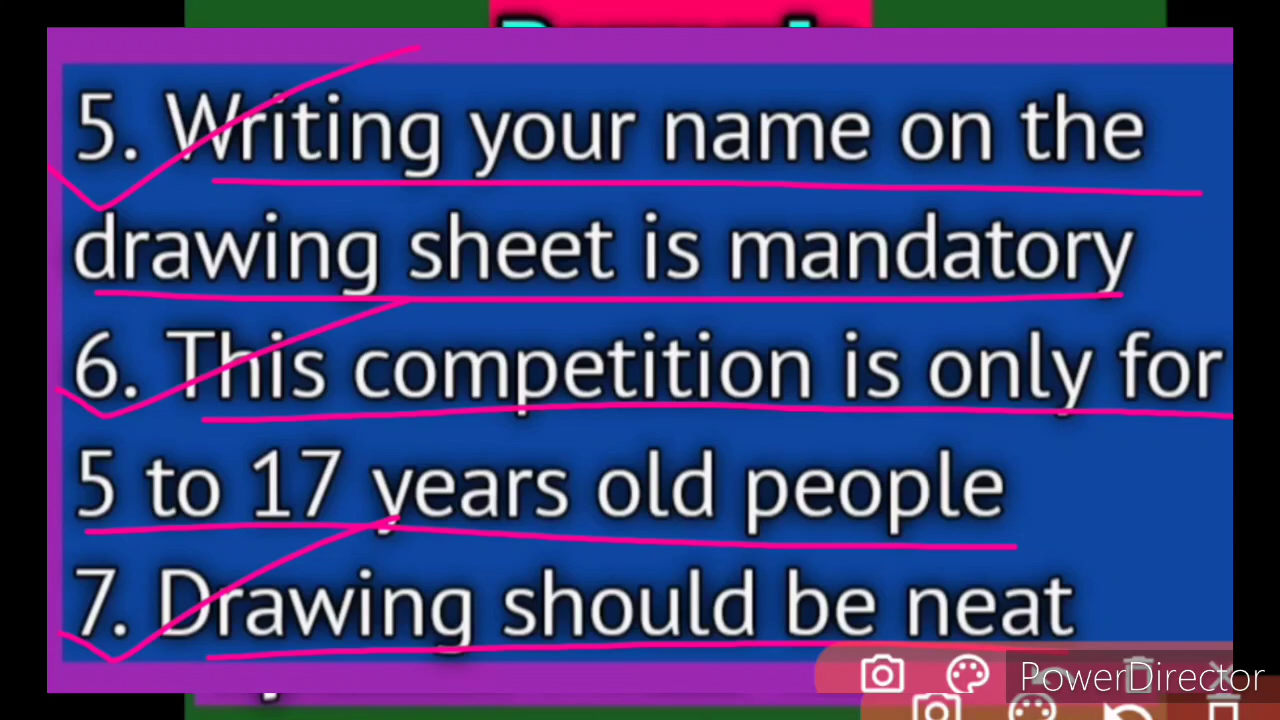 5. Writing your name on the
drawing sheet is mandatory
6. This competition is only for
5 to 17 years old people
7. Drawing should be neat
PowerDirector